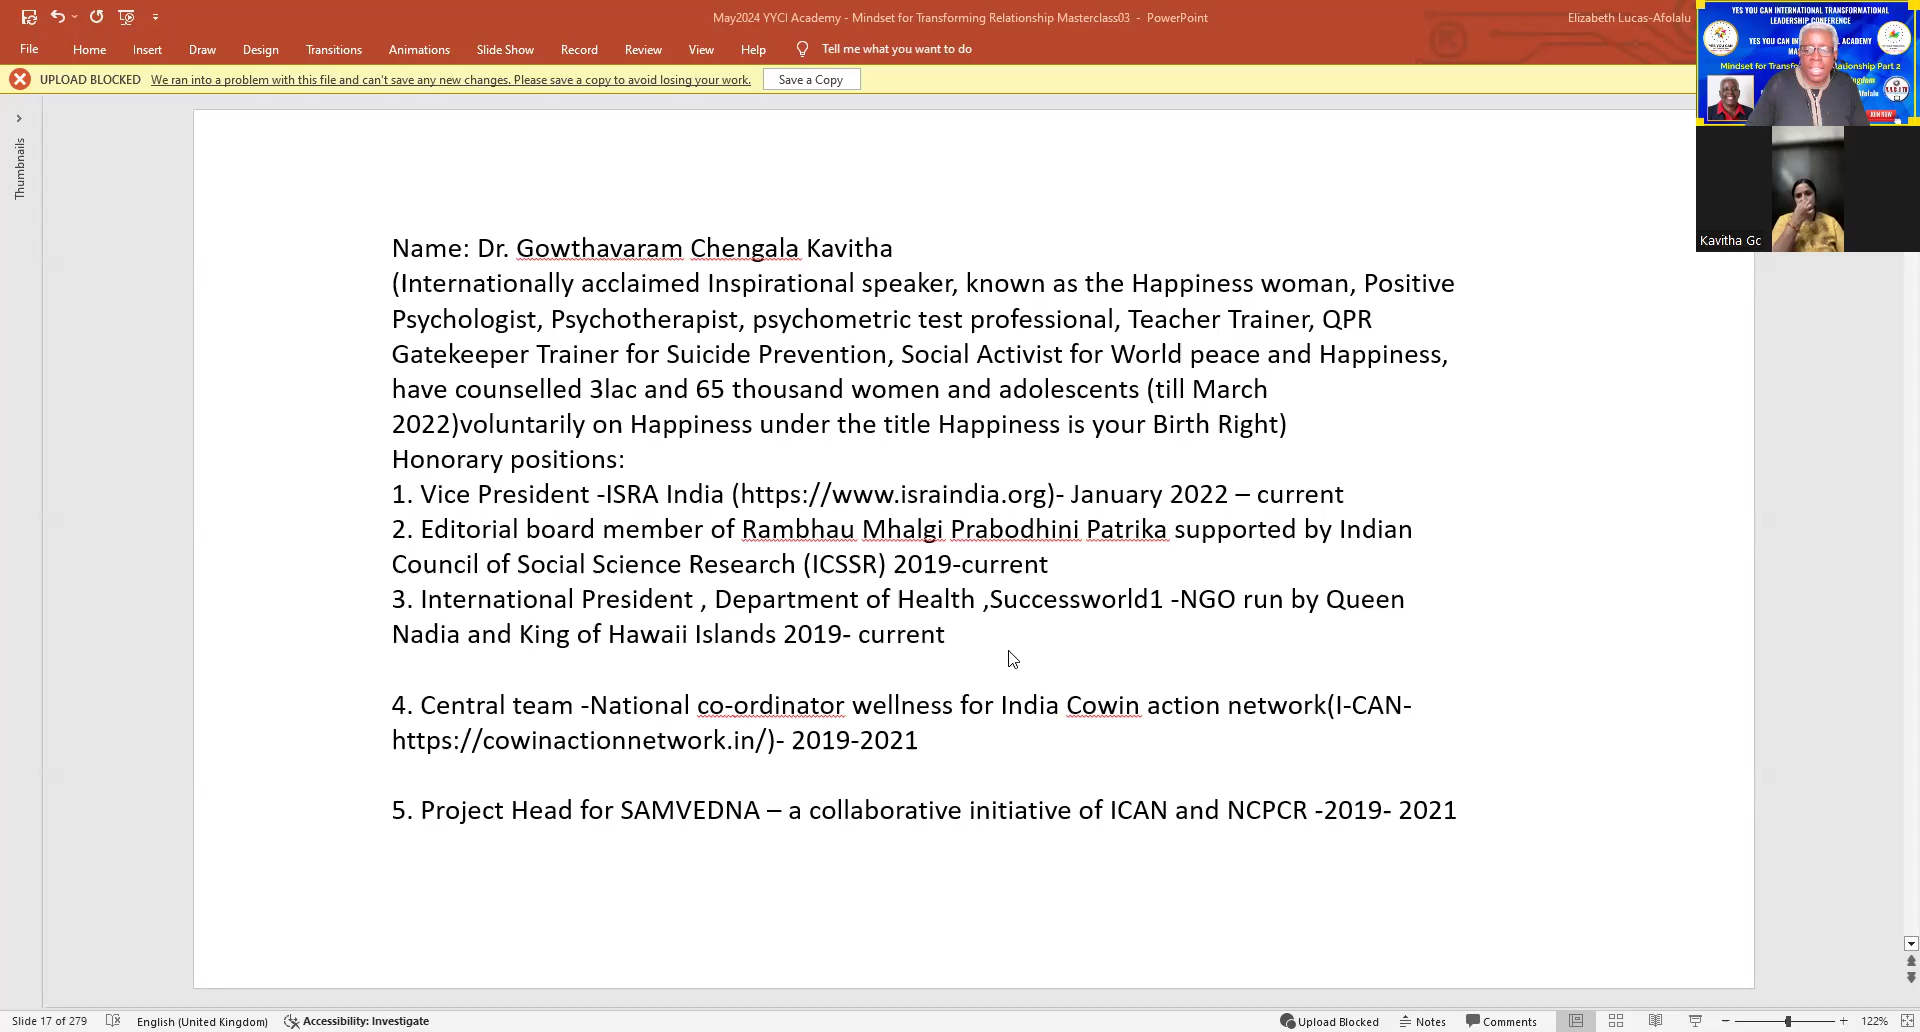 May2024 YYCI Academy - Mindset for Transforming Relationship Masterclass03 - PowerPoint
Elizabeth Lucas-Afolalu
File Home Insert Draw Design Transitions Animations Slide Show Record Review View Help Tell me what you want to do
UPLOAD BLOCKED We ran into a problem with this file and can't save any new changes. Please save a copy to avoid losing your work. Save a Copy
YES YOU CAN INTERNATIONAL TRANSFORMATIONAL
LEADERSHIP CONFERENCE
JOIN NOW
Kavitha Gc
Thumbnails
Name: Dr. Gowthavaram Chengala Kavitha
(Internationally acclaimed Inspirational speaker, known as the Happiness woman, Positive
Psychologist, Psychotherapist, psychometric test professional, Teacher Trainer, QPR
Gatekeeper Trainer for Suicide Prevention, Social Activist for World peace and Happiness,
have counselled 3lac and 65 thousand women and adolescents (till March
2022)voluntarily on Happiness under the title Happiness is your Birth Right)
Honorary positions:
1. Vice President -ISRA India (https://www.israindia.org)- January 2022 – current
2. Editorial board member of Rambhau Mhalgi Prabodhini Patrika supported by Indian
Council of Social Science Research (ICSSR) 2019-current
3. International President , Department of Health ,Successworld1 -NGO run by Queen
Nadia and King of Hawaii Islands 2019- current
4. Central team -National co-ordinator wellness for India Cowin action network(I-CAN-
https://cowinactionnetwork.in/)- 2019-2021
5. Project Head for SAMVEDNA – a collaborative initiative of ICAN and NCPCR -2019- 2021
Slide 17 of 279 English (United Kingdom) Accessibility: Investigate Upload Blocked Notes Comments 122%